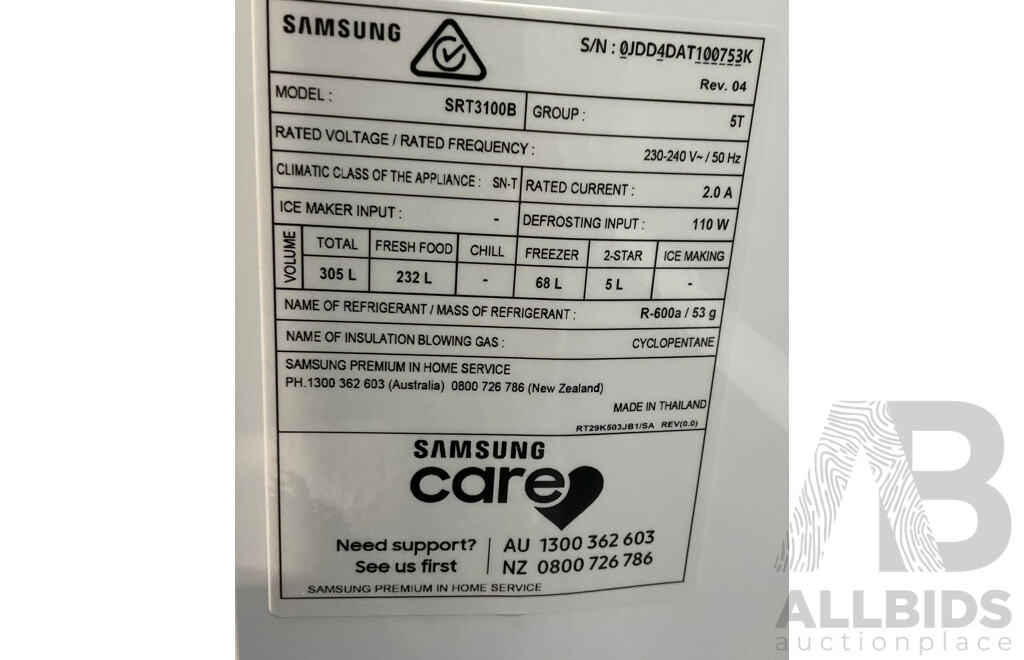 SAMSUNG
S/N : 0JDD4DAT100753K
Rev. 04
MODEL : SRT3100B GROUP : 5T
RATED VOLTAGE / RATED FREQUENCY : 230-240 V~ / 50 Hz
CLIMATIC CLASS OF THE APPLIANCE : SN-T RATED CURRENT : 2.0 A
ICE MAKER INPUT : - DEFROSTING INPUT : 110 W
VOLUME
TOTAL FRESH FOOD CHILL FREEZER 2-STAR ICE MAKING
305 L 232 L - 68 L 5 L -
NAME OF REFRIGERANT / MASS OF REFRIGERANT : R-600a / 53 g
NAME OF INSULATION BLOWING GAS : CYCLOPENTANE
SAMSUNG PREMIUM IN HOME SERVICE
PH.1300 362 603 (Australia) 0800 726 786 (New Zealand)
MADE IN THAILAND
RT29K503JB1/SA REV(0.0)
SAMSUNG
care
Need support? AU 1300 362 603
See us first NZ 0800 726 786
SAMSUNG PREMIUM IN HOME SERVICE
AB
ALLBIDS
auctionplace